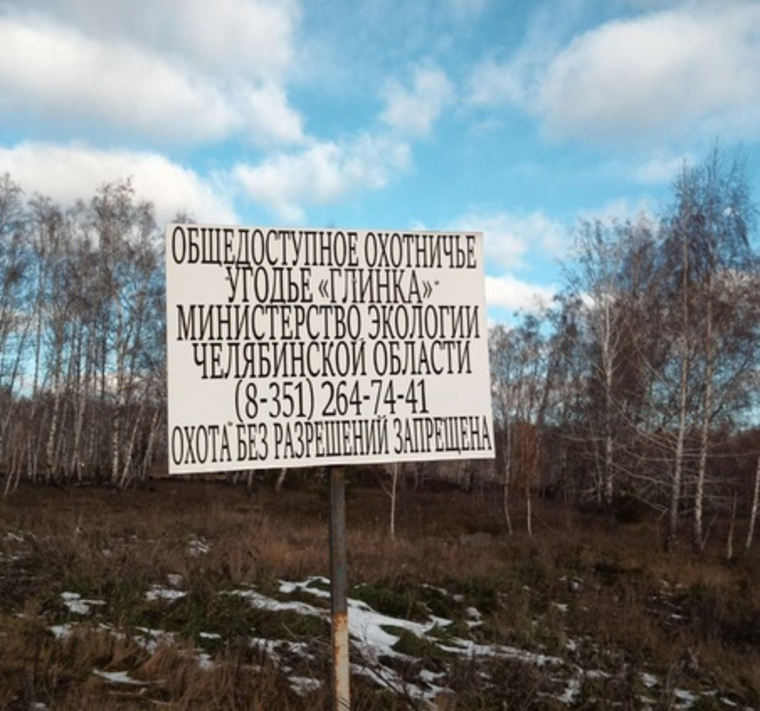 ОБЩЕДОСТУПНОЕ ОХОТНИЧЬЕ
УГОДЬЕ «ГЛИНКА»
МИНИСТЕРСТВО ЭКОЛОГИИ
ЧЕЛЯБИНСКОЙ ОБЛАСТИ
(8-351) 264-74-41
ОХОТА БЕЗ РАЗРЕШЕНИЙ ЗАПРЕЩЕНА